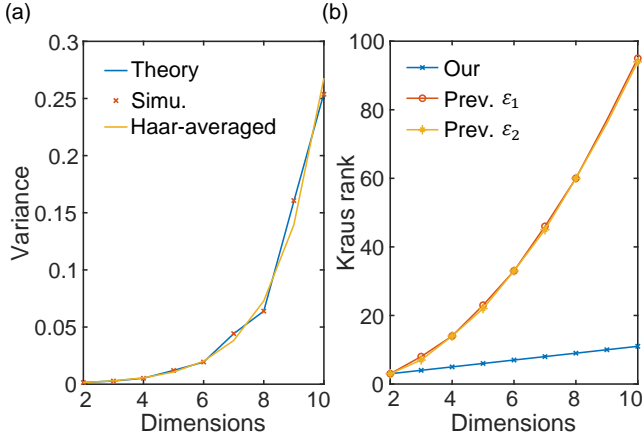 (a)
(b)
0.3
0.25
0.2
0.15
0.1
0.05
0
Variance
Theory
Simu.
Haar-averaged
2
4
6
8
10
Dimensions
100
80
60
40
20
0
Kraus rank
Our
Prev. ℰ₁
Prev. ℰ₂
2
4
6
8
10
Dimensions